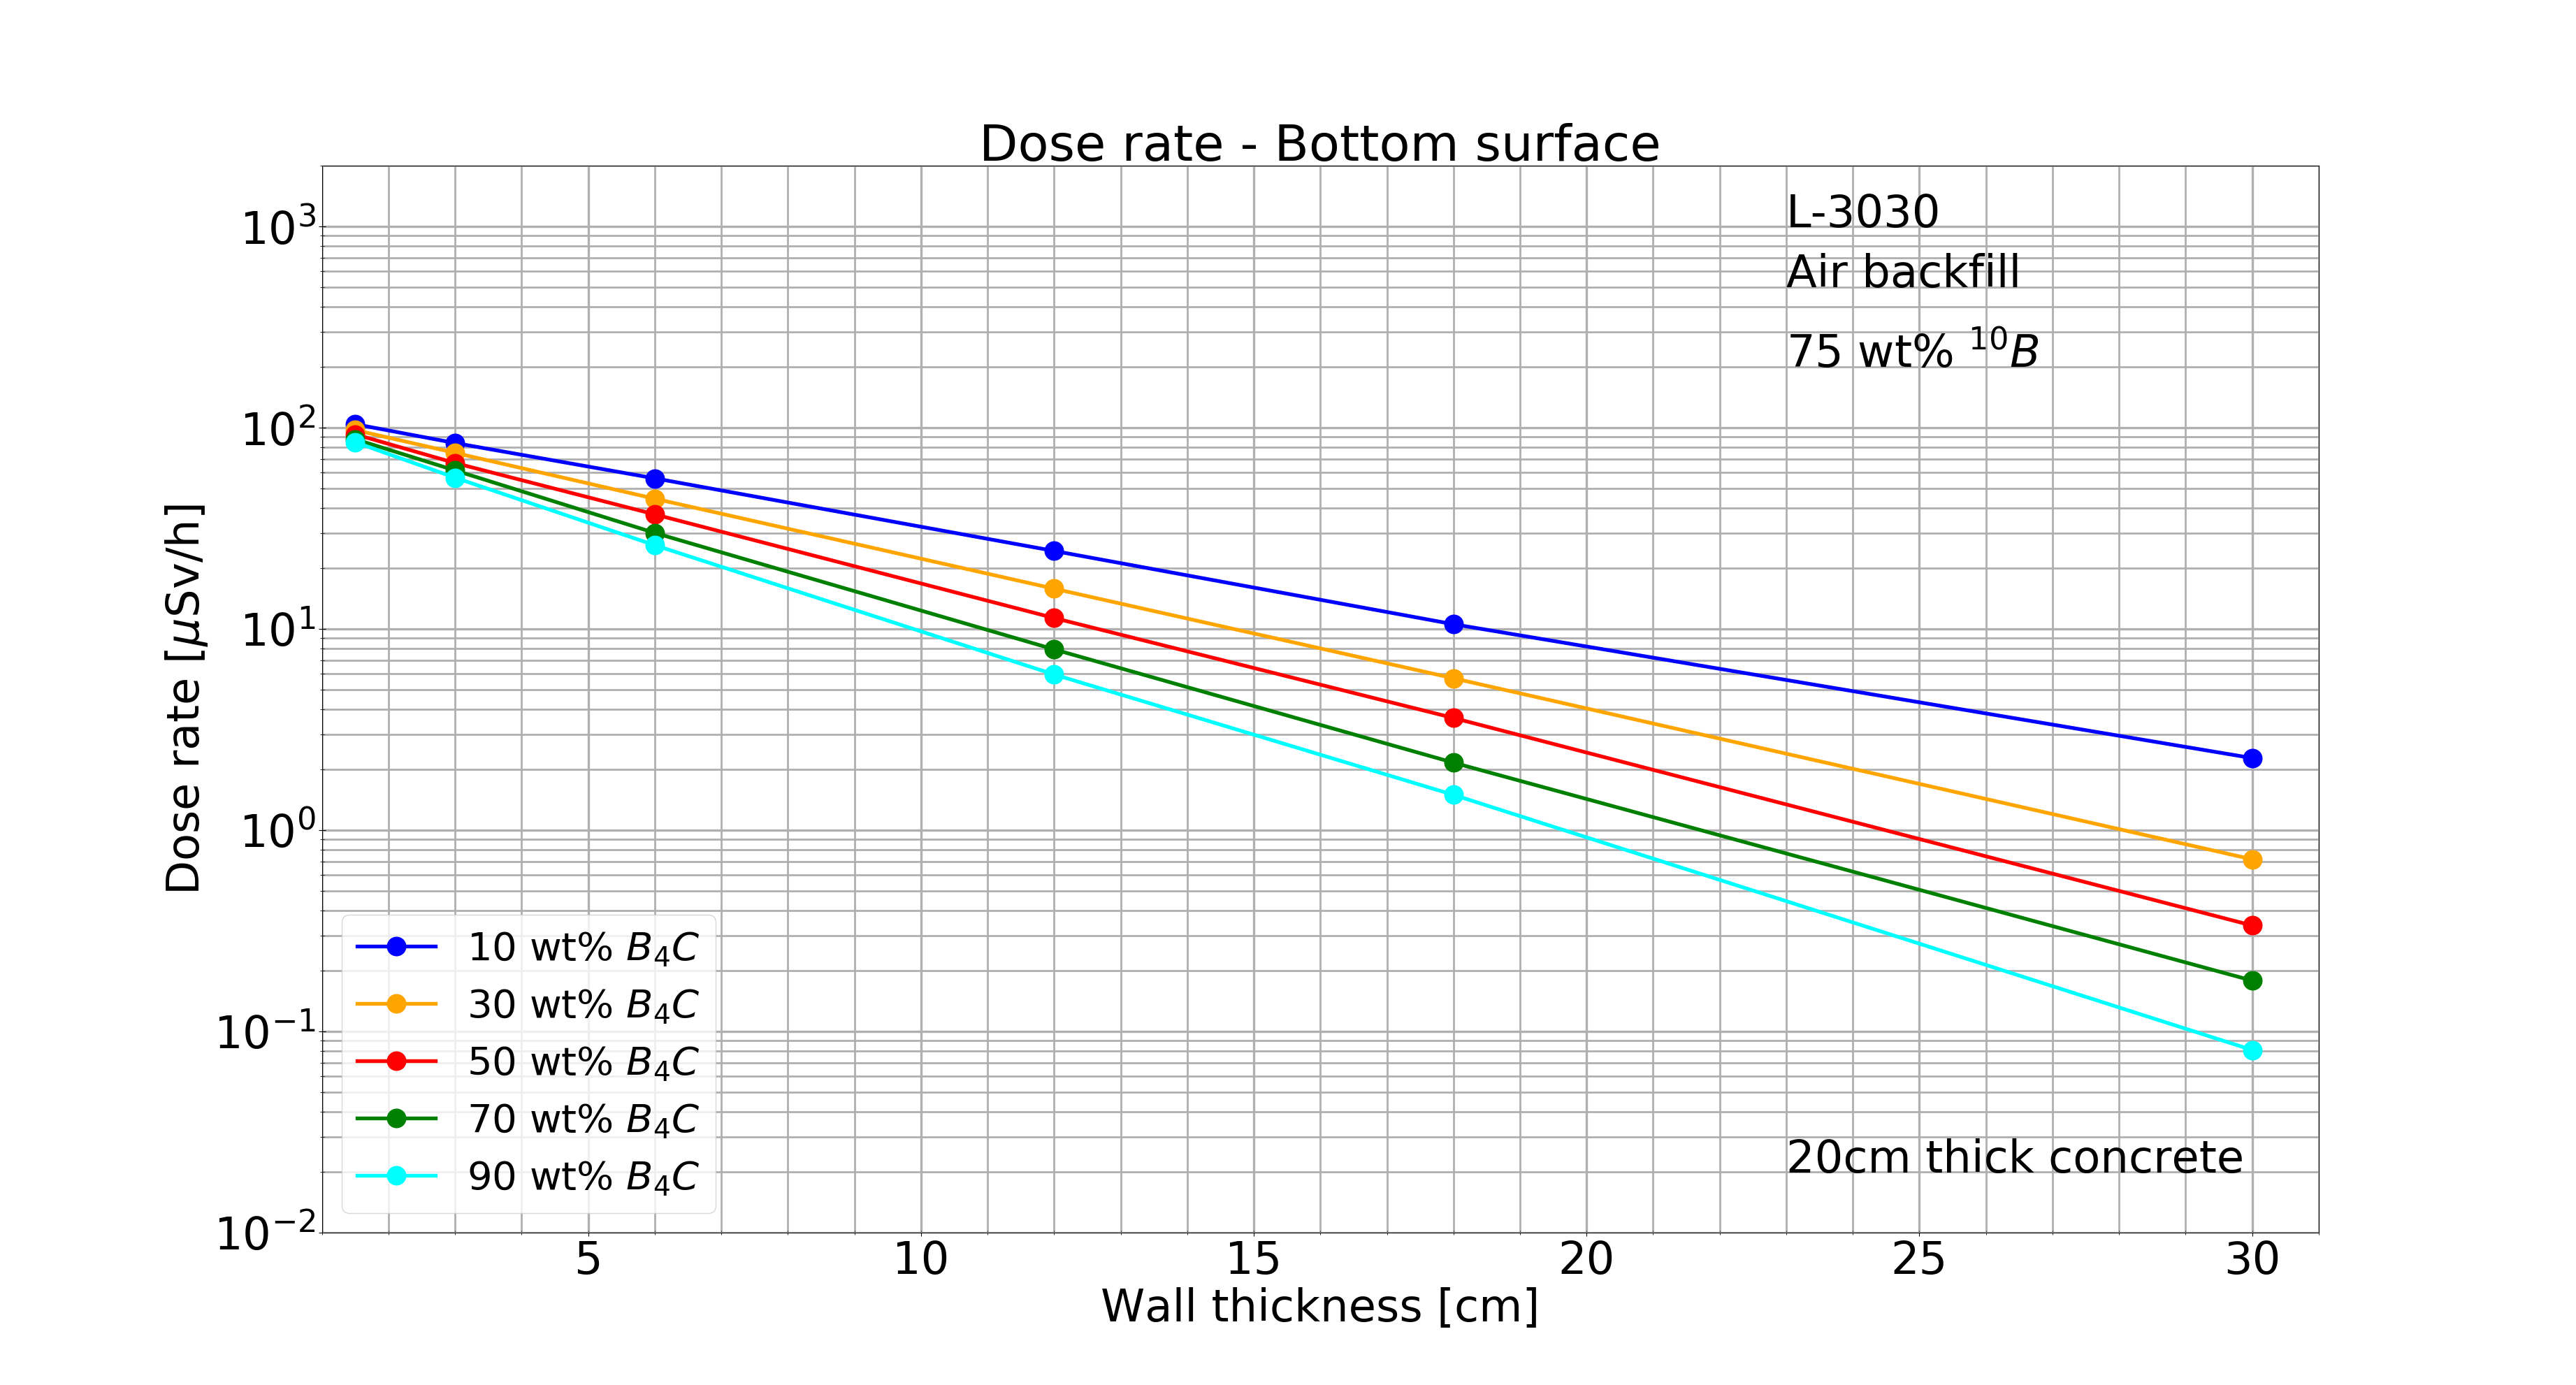 Dose rate - Bottom surface
L-3030
Air backfill
75 wt% ¹⁰B
10³
10²
10¹
10⁰
10⁻¹
10⁻²
Dose rate [μSv/h]
10 wt% B₄C
30 wt% B₄C
50 wt% B₄C
70 wt% B₄C
90 wt% B₄C
20cm thick concrete
5 10 15 20 25 30
Wall thickness [cm]